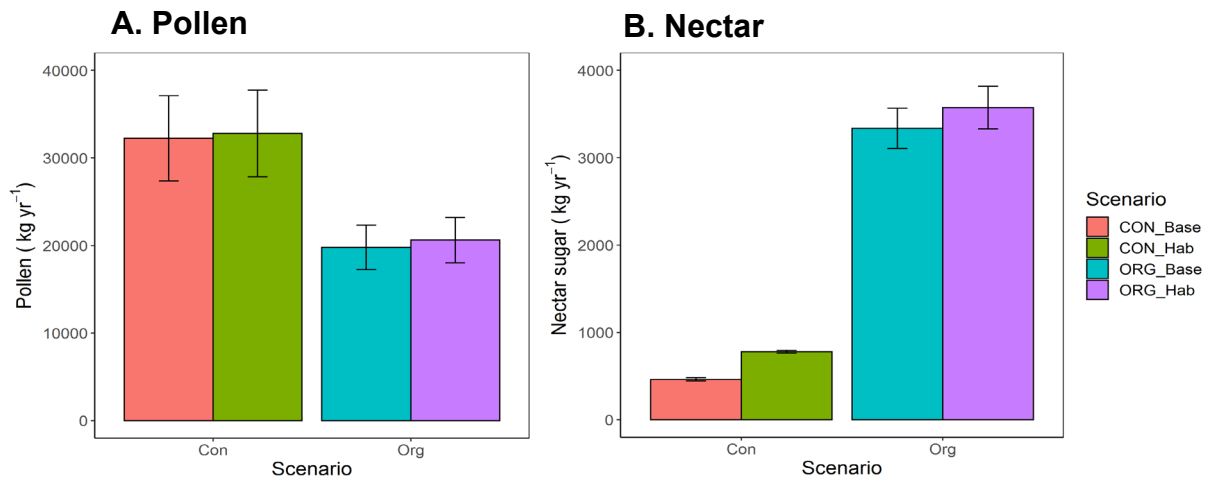 A. Pollen
40000
30000
20000
10000
0
Pollen ( kg yr⁻¹)
Con
Org
Scenario
B. Nectar
4000
3000
2000
1000
0
Nectar sugar ( kg yr⁻¹)
Con
Org
Scenario
Scenario
CON_Base
CON_Hab
ORG_Base
ORG_Hab